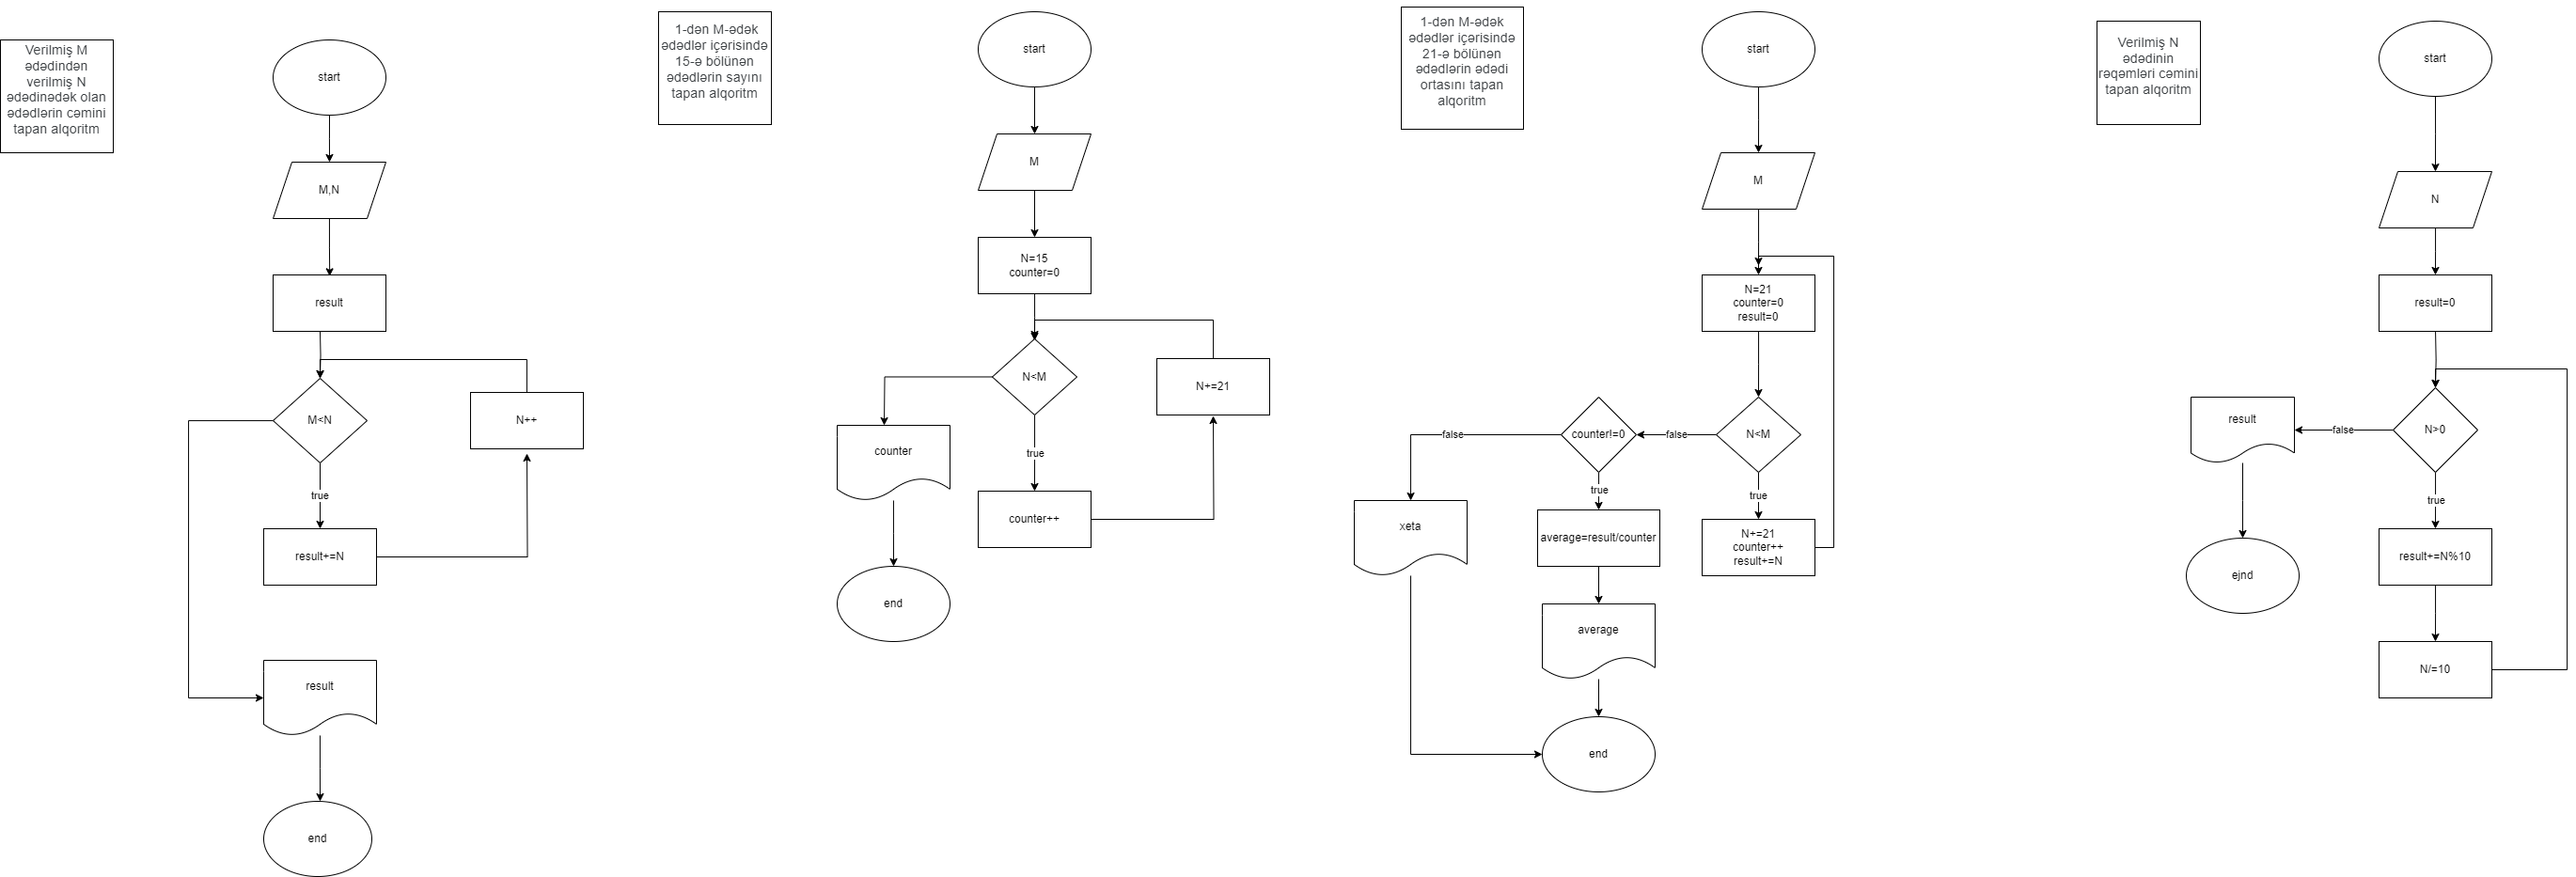 Verilmiş M
ədədindən
verilmiş N
ədədinədək olan
ədədlərin cəmini
tapan alqoritm
start
M,N
result
M<N
N++
true
result+=N
result
end
1-dən M-ədək
ədədlər içərisində
15-ə bölünən
ədədlərin sayını
tapan alqoritm
start
M
N=15
counter=0
N<M
N+=21
counter
true
counter++
end
1-dən M-ədək
ədədlər içərisində
21-ə bölünən
ədədlərin ədədi
ortasını tapan
alqoritm
start
M
N=21
counter=0
result=0
false
counter!=0
false
N<M
true
true
xeta
average=result/counter
N+=21
counter++
result+=N
average
end
Verilmiş N
ədədinin
rəqəmləri cəmini
tapan alqoritm
start
N
result=0
result
false
N>0
true
result+=N%10
ejnd
N/=10